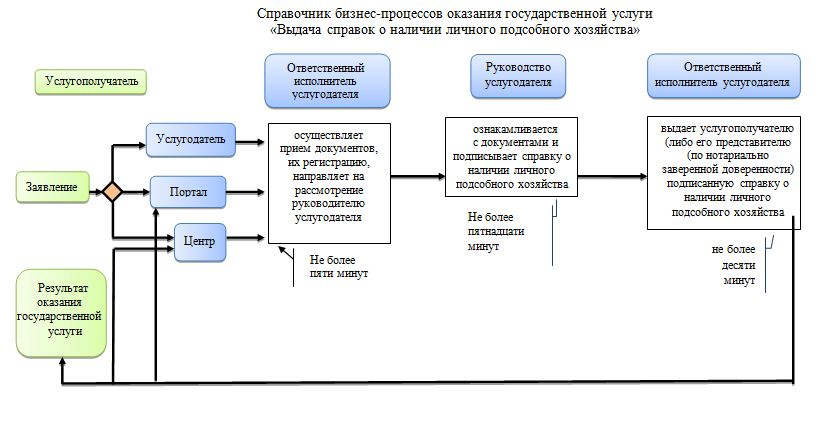 Справочник бизнес-процессов оказания государственной услуги
«Выдача справок о наличии личного подсобного хозяйства»
Услугополучатель
Ответственный
исполнитель
услугодателя
Руководство
услугодателя
Ответственный
исполнитель услугодателя
Заявление
Услугодатель
Портал
Центр
осуществляет
прием документов,
их регистрацию,
направляет на
рассмотрение
руководителю
услугодателя
Не более
пяти минут
ознакамливается
с документами и
подписывает справку о
наличии личного
подсобного хозяйства
Не более
пятнадцати
минут
выдает услугополучателю
(либо его представителю
(по нотариально
заверенной доверенности)
подписанную справку о
наличии личного
подсобного хозяйства
не более
десяти
минут
Результат
оказания
государственной
услуги